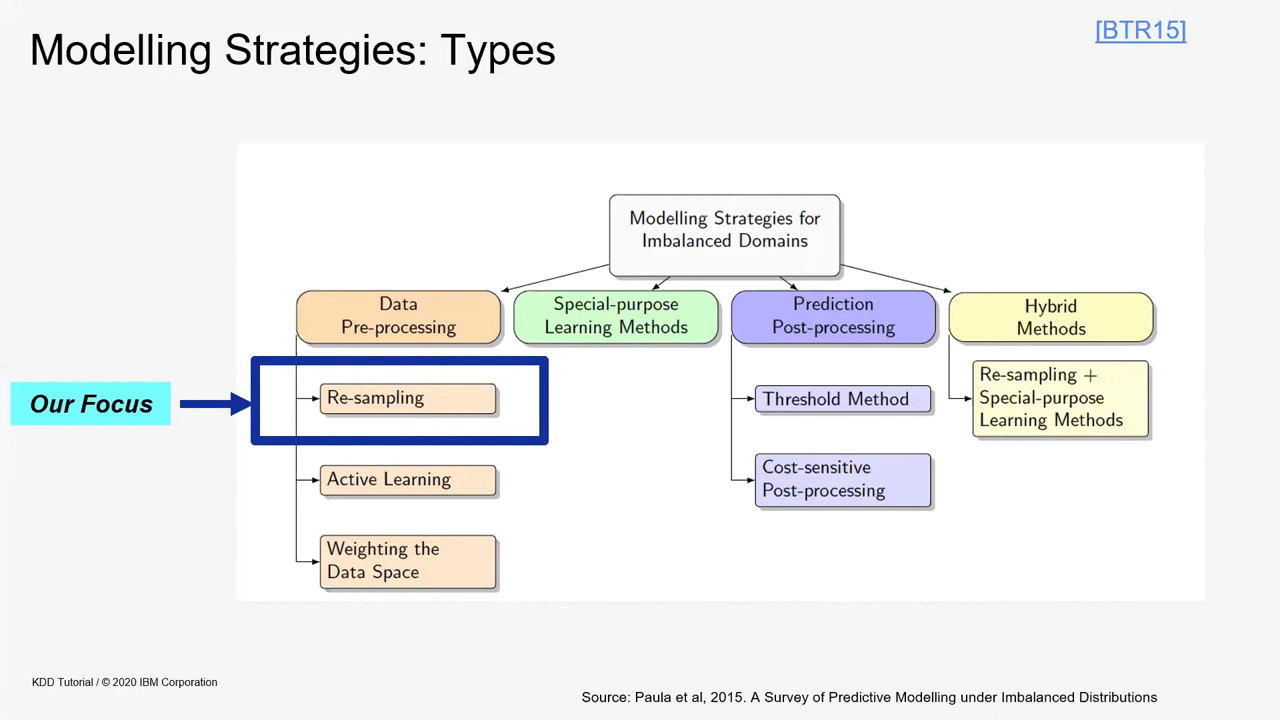 Modelling Strategies: Types
[BTR15]
Modelling Strategies for
Imbalanced Domains
Data
Pre-processing
Special-purpose
Learning Methods
Prediction
Post-processing
Hybrid
Methods
Our Focus
Re-sampling
Active Learning
Weighting the
Data Space
Threshold Method
Cost-sensitive
Post-processing
Re-sampling +
Special-purpose
Learning Methods
KDD Tutorial / © 2020 IBM Corporation
Source: Paula et al, 2015. A Survey of Predictive Modelling under Imbalanced Distributions